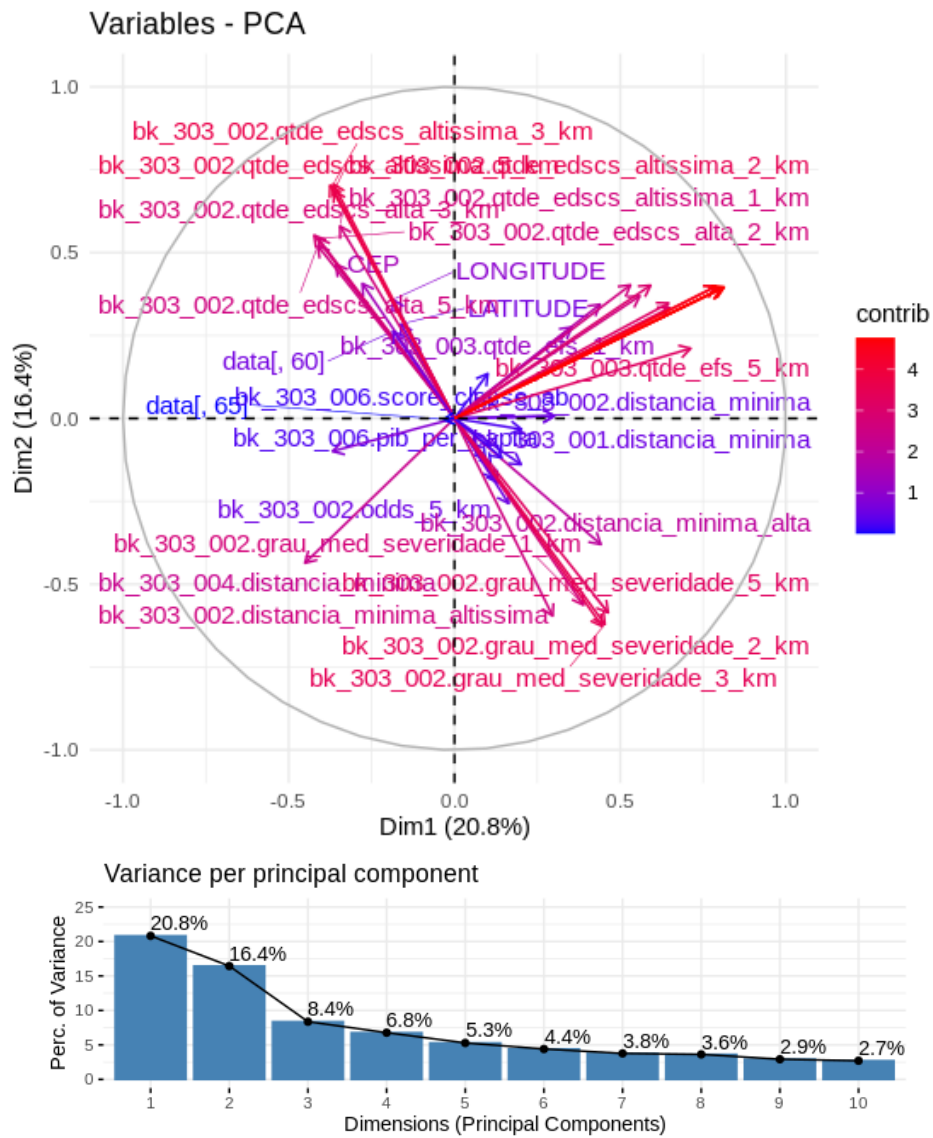 Variables - PCA
1.0
bk_303_002.qtde_edscs_altissima_3_km
bk_303_002.qtde_edscs_altissima_5_km
bk_303_002.qtde_edscs_altissima_2_km
bk_303_002.qtde_edscs_altissima_1_km
bk_303_002.qtde_edscs_alta_3_km
bk_303_002.qtde_edscs_alta_2_km
0.5
CEP
LONGITUDE
bk_303_002.qtde_edscs_alta_5_km
LATITUDE
contrib
bk_303_003.qtde_efs_1_km
data[, 60]
bk_303_003.qtde_efs_5_km
4
3
2
1
bk_303_006.score_classe_ab
data[, 65]
bk_303_002.distancia_minima
0.0
bk_303_006.pib_per_capita
303_001.distancia_minima
Dim2 (16.4%)
bk_303_002.odds_5_km
bk_303_002.distancia_minima_alta
bk_303_002.grau_med_severidade_1_km
-0.5
bk_303_004.distancia_minima
bk_303_002.grau_med_severidade_5_km
bk_303_002.distancia_minima_altissima
bk_303_002.grau_med_severidade_2_km
bk_303_002.grau_med_severidade_3_km
-1.0
-1.0 -0.5 0.0 0.5 1.0
Dim1 (20.8%)
Variance per principal component
25
20
15
10
5
0
Perc. of Variance
20.8% 16.4% 8.4% 6.8% 5.3% 4.4% 3.8% 3.6% 2.9% 2.7%
1 2 3 4 5 6 7 8 9 10
Dimensions (Principal Components)